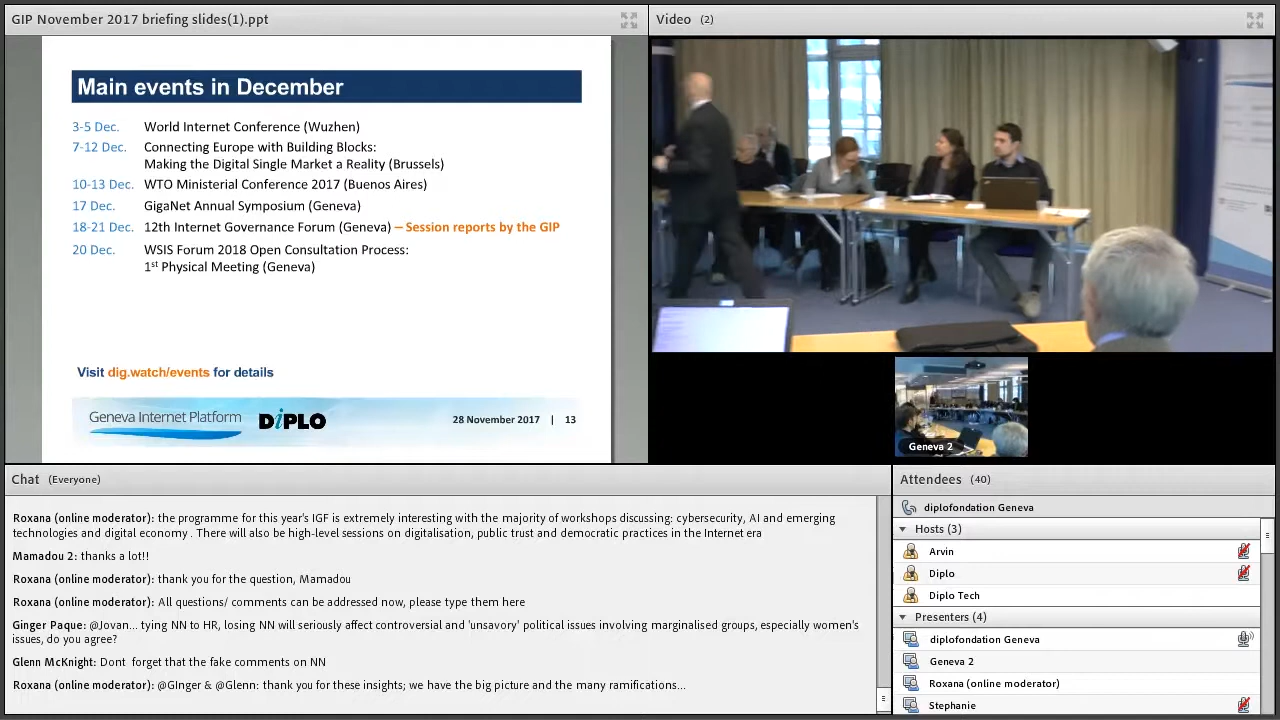 GIP November 2017 briefing slides(1).ppt
Main events in December
3-5 Dec. World Internet Conference (Wuzhen)
7-12 Dec. Connecting Europe with Building Blocks:
Making the Digital Single Market a Reality (Brussels)
10-13 Dec. WTO Ministerial Conference 2017 (Buenos Aires)
17 Dec. GigaNet Annual Symposium (Geneva)
18-21 Dec. 12th Internet Governance Forum (Geneva) – Session reports by the GIP
20 Dec. WSIS Forum 2018 Open Consultation Process:
1st Physical Meeting (Geneva)
Visit dig.watch/events for details
Geneva Internet Platform DiPLO 28 November 2017 | 13
Video (2)
Geneva 2
Chat (Everyone)
Roxana (online moderator): the programme for this year's IGF is extremely interesting with the majority of workshops discussing: cybersecurity, AI and emerging
technologies and digital economy . There will also be high-level sessions on digitalisation, public trust and democratic practices in the Internet era
Mamadou 2: thanks a lot!!
Roxana (online moderator): thank you for the question, Mamadou
Roxana (online moderator): All questions/ comments can be addressed now, please type them here
Ginger Paque: @Jovan... tying NN to HR, losing NN will seriously affect controversial and 'unsavory' political issues involving marginalised groups, especially women's
issues, do you agree?
Glenn McKnight: Dont forget that the fake comments on NN
Roxana (online moderator): @GInger & @Glenn: thank you for these insights; we have the big picture and the many ramifications...
Attendees (40)
diplofondation Geneva
Hosts (3)
Arvin
Diplo
Diplo Tech
Presenters (4)
diplofondation Geneva
Geneva 2
Roxana (online moderator)
Stephanie